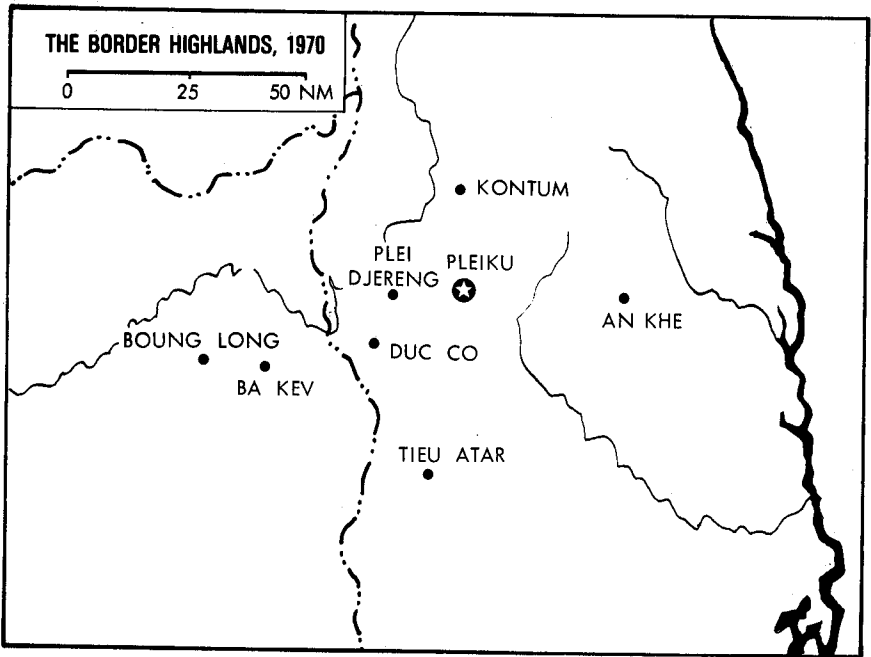 THE BORDER HIGHLANDS, 1970
0 25 50 NM
KONTUM
PLEI
DJERENG
PLEIKU
BOUNG LONG
AN KHE
DUC CO
BA KEV
TIEU ATAR